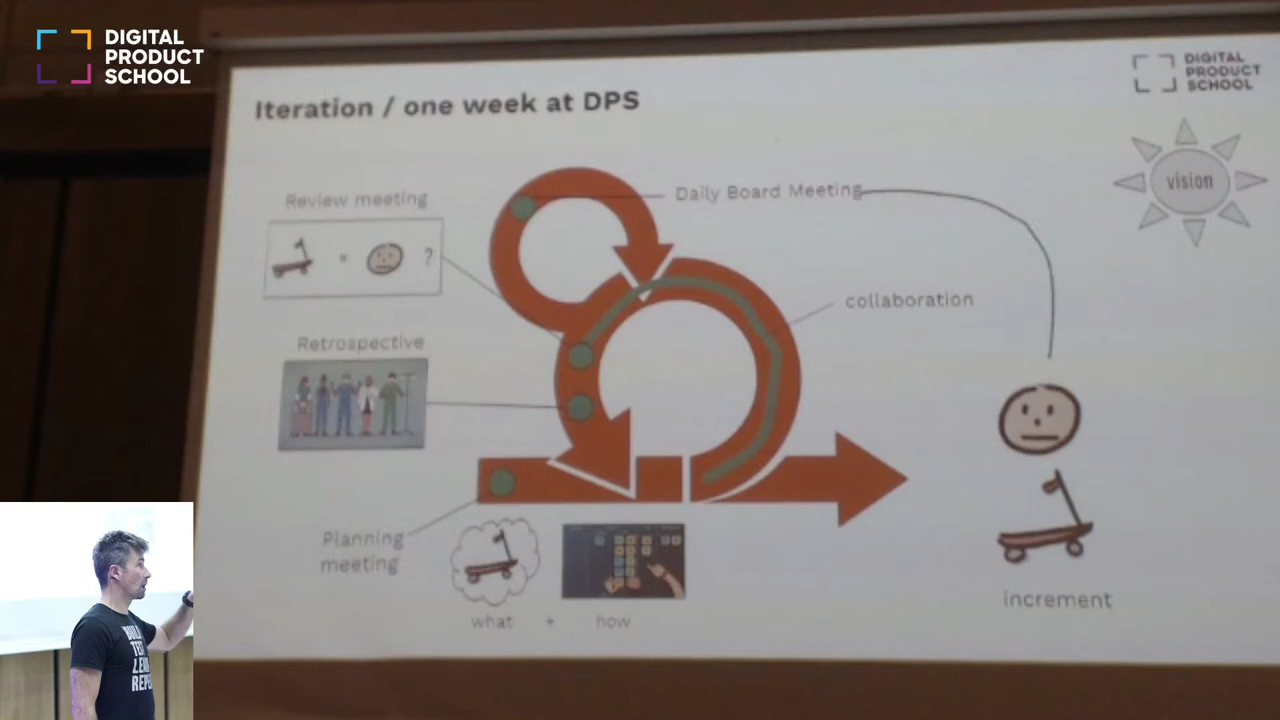 DIGITAL
PRODUCT
SCHOOL
DIGITAL
PRODUCT
SCHOOL
Iteration / one week at DPS
vision
Review meeting
Daily Board Meeting
?
collaboration
Retrospective
Planning
meeting
what + how
increment
BUILD